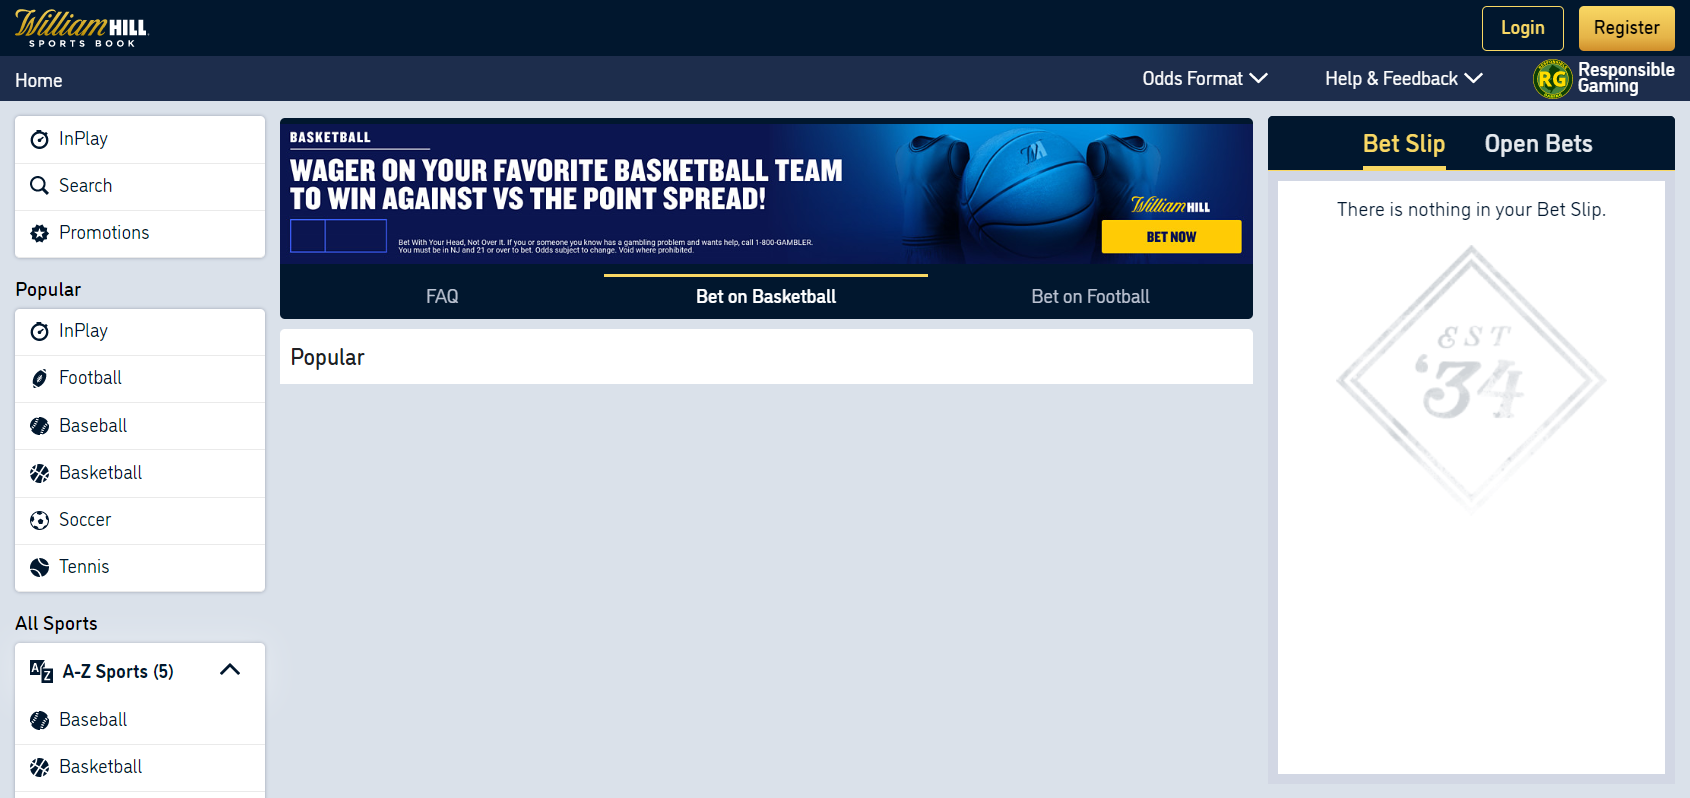 William HILL
SPORTS BOOK
Login
Register
Home
Odds Format
Help & Feedback
RG
Responsible
Gaming
InPlay
Search
Promotions
Popular
InPlay
Football
Baseball
Basketball
Soccer
Tennis
All Sports
A-Z Sports (5)
Baseball
Basketball
BASKETBALL
WAGER ON YOUR FAVORITE BASKETBALL TEAM
TO WIN AGAINST VS THE POINT SPREAD!
Bet With Your Head, Not Over It. If you or someone you know has a gambling problem and wants help, call 1-800-GAMBLER.
You must be in NJ and 21 or over to bet. Odds subject to change. Void where prohibited.
William HILL
BET NOW
FAQ
Bet on Basketball
Bet on Football
Popular
Bet Slip
Open Bets
There is nothing in your Bet Slip.
EST
‘34